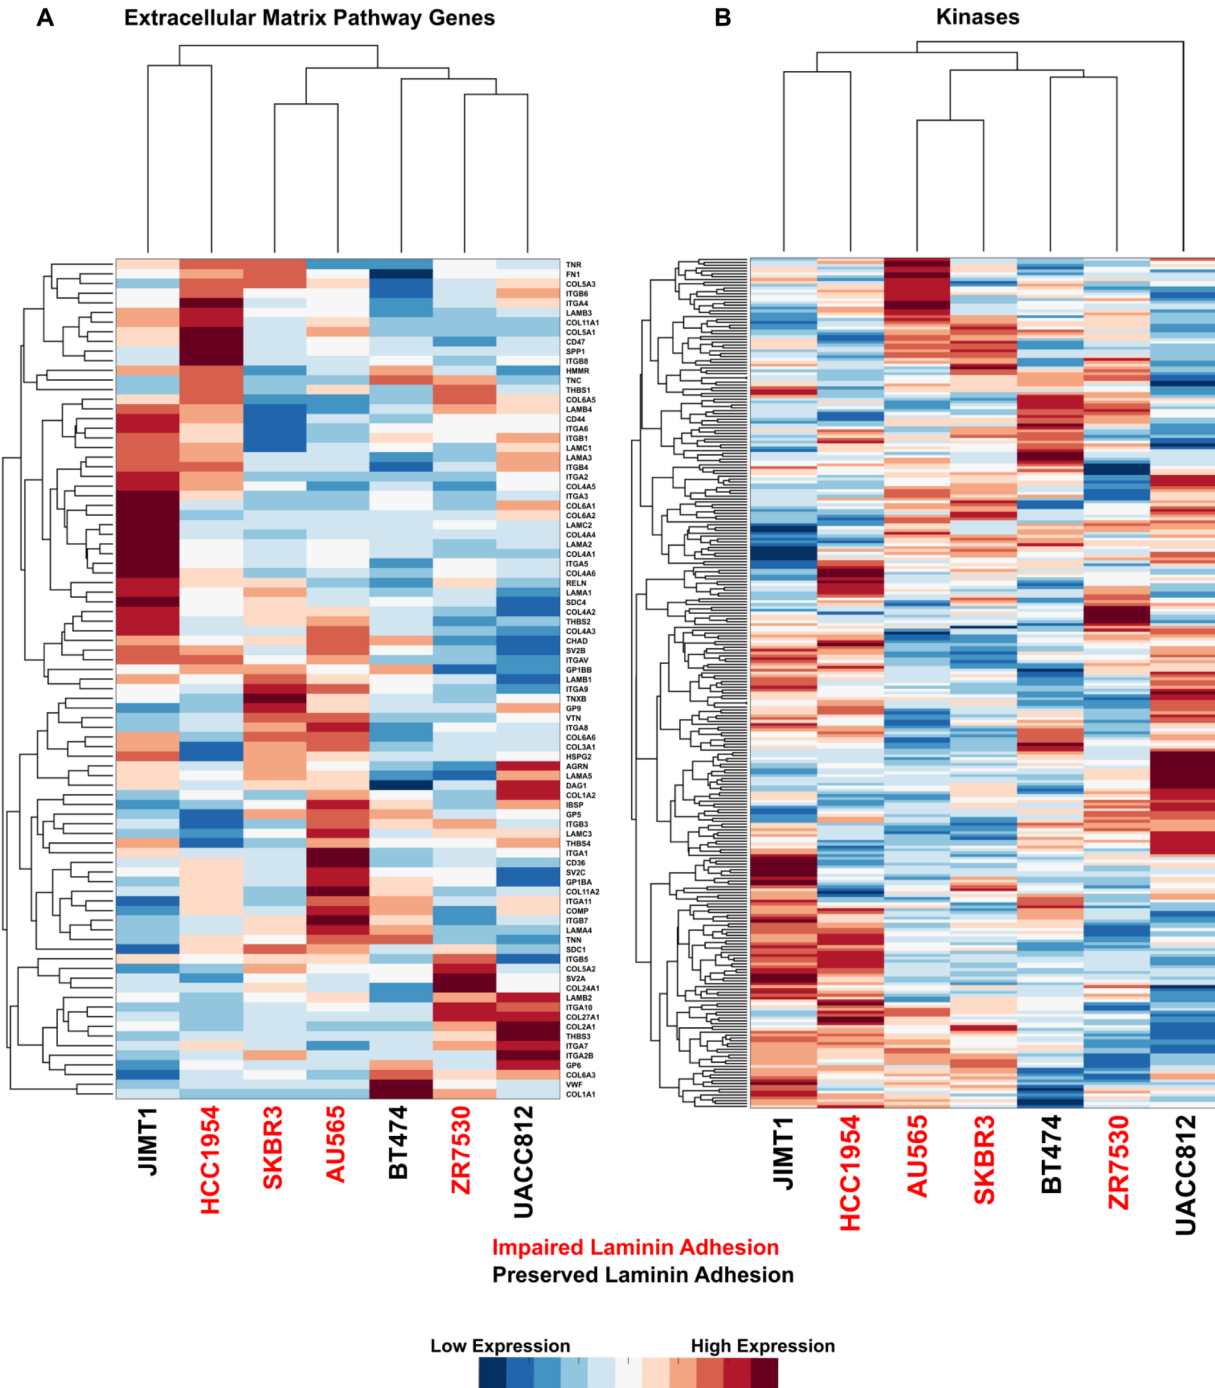 A Extracellular Matrix Pathway Genes
B Kinases
TNR
FN1
COL5A3
ITGB6
ITGA4
LAMB3
COL11A1
COL5A1
CD47
SPP1
ITGB8
HMMR
TNC
THBS1
COL6A5
LAMB4
CD44
ITGA6
ITGB1
LAMC1
LAMA3
ITGB4
ITGA2
COL4A5
ITGA3
COL6A1
COL6A2
LAMC2
COL4A4
LAMA2
COL4A1
ITGA5
COL4A6
RELN
LAMA1
SDC4
COL4A2
THBS2
COL4A3
CHAD
SV2B
ITGAV
GP1BB
LAMB1
ITGA9
TNXB
GP9
VTN
ITGA8
COL6A6
COL3A1
HSPG2
AGRN
LAMA5
DAG1
COL1A2
IBSP
GP5
ITGB3
LAMC3
THBS4
ITGA1
CD36
SV2C
GP1BA
COL11A2
ITGA11
COMP
ITGB7
LAMA4
TNN
SDC1
ITGB5
COL5A2
SV2A
COL24A1
LAMB2
ITGA10
COL27A1
COL2A1
THBS3
ITGA7
ITGA2B
GP6
COL6A3
VWF
COL1A1
JIMT1
HCC1954
SKBR3
AU565
BT474
ZR7530
UACC812
JIMT1
HCC1954
AU565
SKBR3
BT474
ZR7530
UACC812
Impaired Laminin Adhesion
Preserved Laminin Adhesion
Low Expression
High Expression